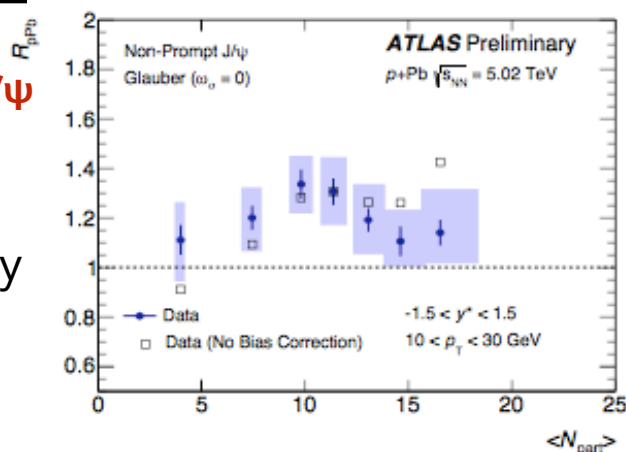 /ψ
y
R_pPb
2
1.8
1.6
1.4
1.2
1
0.8
0.6
Non-Prompt J/ψ
Glauber (ω_σ = 0)
ATLAS Preliminary
p+Pb √s_NN = 5.02 TeV
Data
Data (No Bias Correction)
-1.5 < y* < 1.5
10 < p_T < 30 GeV
0 5 10 15 20 25
<N_part>